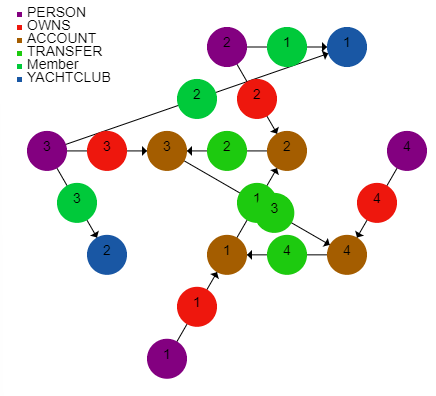 PERSON
OWNS
ACCOUNT
TRANSFER
Member
YACHTCLUB
2 1 1
2 2
3 3 3 2 2 4
3 1 3 4
2 1 4 4
1
1